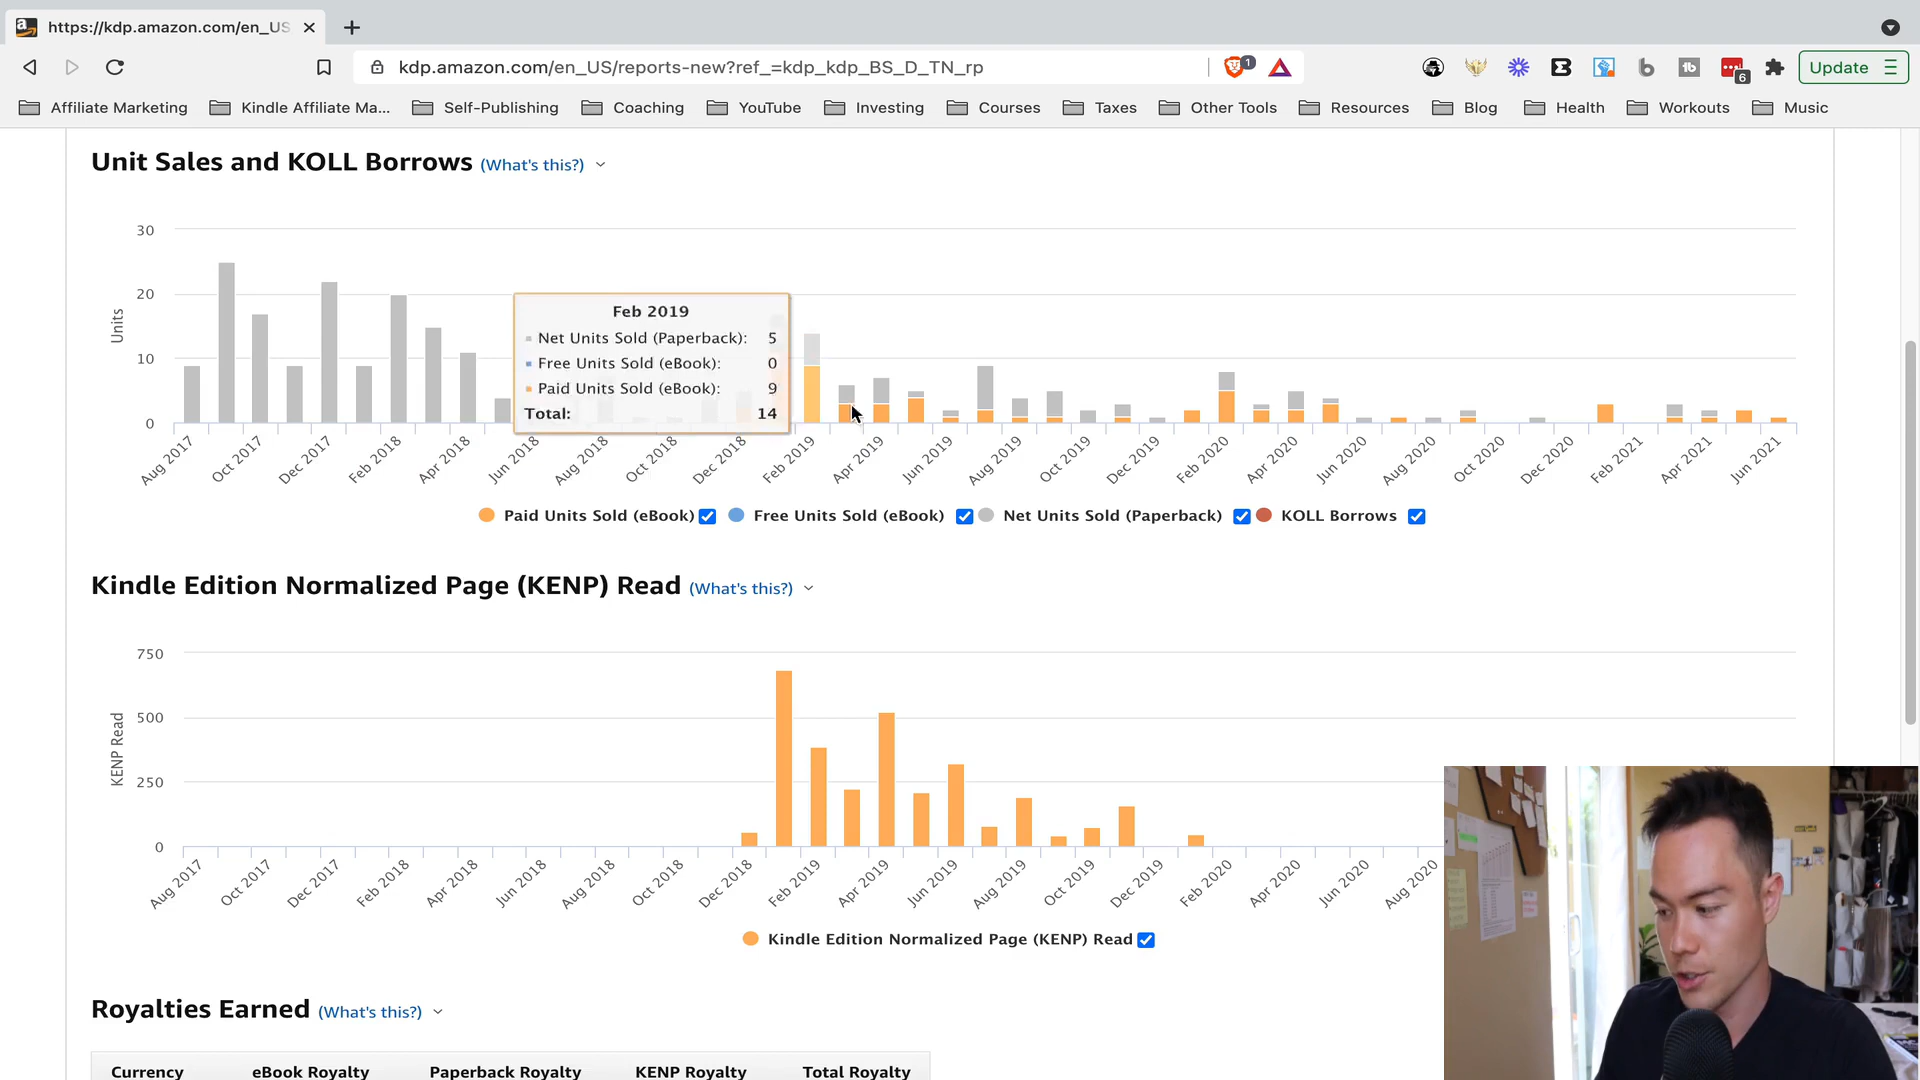 https://kdp.amazon.com/en_US
kdp.amazon.com/en_US/reports-new?ref_=kdp_kdp_BS_D_TN_rp
1
6
Update
Affiliate Marketing
Kindle Affiliate Ma...
Self-Publishing
Coaching
YouTube
Investing
Courses
Taxes
Other Tools
Resources
Blog
Health
Workouts
Music
Unit Sales and KOLL Borrows (What's this?)
30
20
10
0
Units
Feb 2019
Net Units Sold (Paperback): 5
Free Units Sold (eBook): 0
Paid Units Sold (eBook): 9
Total: 14
Aug 2017
Oct 2017
Dec 2017
Feb 2018
Apr 2018
Jun 2018
Aug 2018
Oct 2018
Dec 2018
Feb 2019
Apr 2019
Jun 2019
Aug 2019
Oct 2019
Dec 2019
Feb 2020
Apr 2020
Jun 2020
Aug 2020
Oct 2020
Dec 2020
Feb 2021
Apr 2021
Jun 2021
Paid Units Sold (eBook)
Free Units Sold (eBook)
Net Units Sold (Paperback)
KOLL Borrows
Kindle Edition Normalized Page (KENP) Read (What's this?)
750
500
250
0
KENP Read
Aug 2017
Oct 2017
Dec 2017
Feb 2018
Apr 2018
Jun 2018
Aug 2018
Oct 2018
Dec 2018
Feb 2019
Apr 2019
Jun 2019
Aug 2019
Oct 2019
Dec 2019
Feb 2020
Apr 2020
Jun 2020
Aug 2020
Kindle Edition Normalized Page (KENP) Read
Royalties Earned (What's this?)
Currency
eBook Royalty
Paperback Royalty
KENP Royalty
Total Royalty